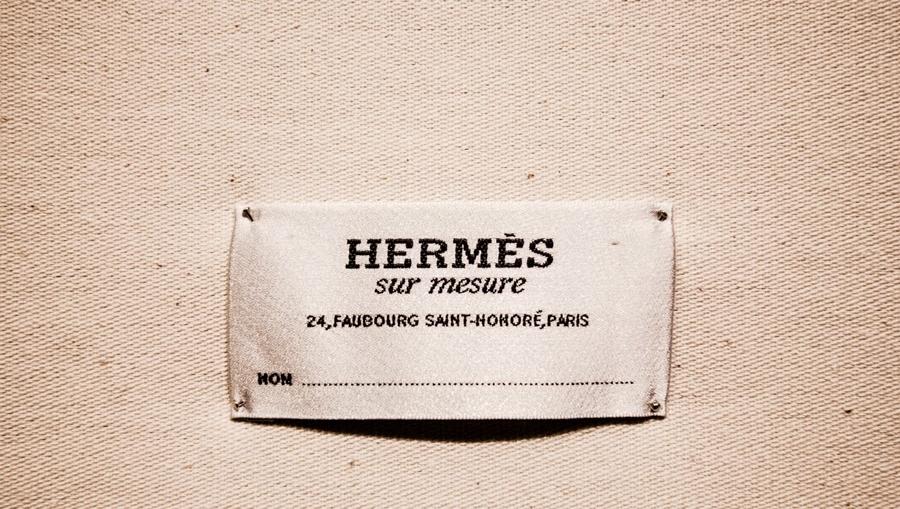 HERMÈS
sur mesure
24,FAUBOURG SAINT-HONORÉ,PARIS
NOM ..............................